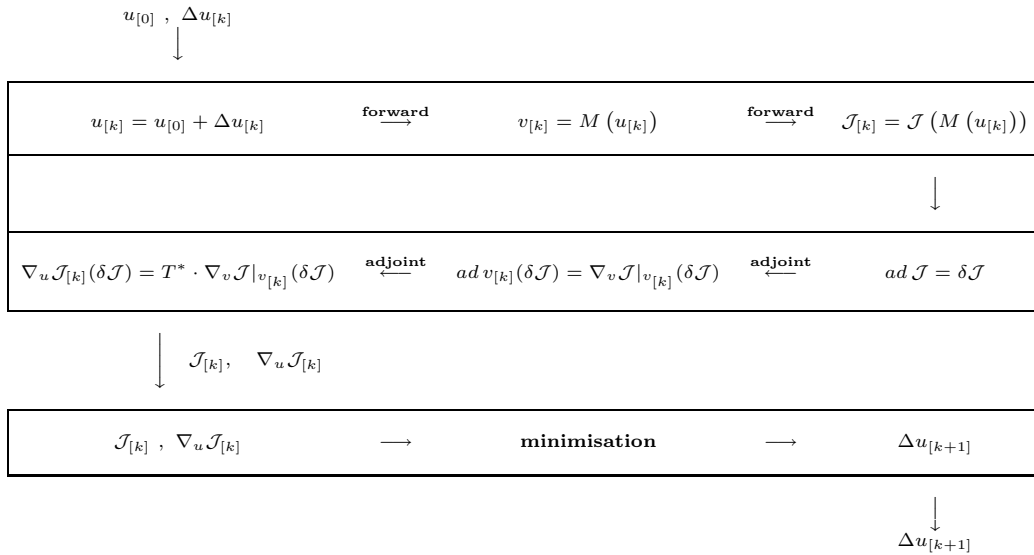 u_{[0]} , Δu_{[k]}
↓
u_{[k]} = u_{[0]} + Δu_{[k]} forward ⟶ v_{[k]} = M (u_{[k]}) forward ⟶ 𝒥_{[k]} = 𝒥 (M (u_{[k]}))
↓
∇_u 𝒥_{[k]}(δ𝒥) = T* · ∇_v 𝒥|_{v_{[k]}}(δ𝒥) adjoint ⟵ ad v_{[k]}(δ𝒥) = ∇_v 𝒥|_{v_{[k]}}(δ𝒥) adjoint ⟵ ad 𝒥 = δ𝒥
↓ 𝒥_{[k]}, ∇_u 𝒥_{[k]}
𝒥_{[k]} , ∇_u 𝒥_{[k]} ⟶ minimisation ⟶ Δu_{[k+1]}
↓
Δu_{[k+1]}